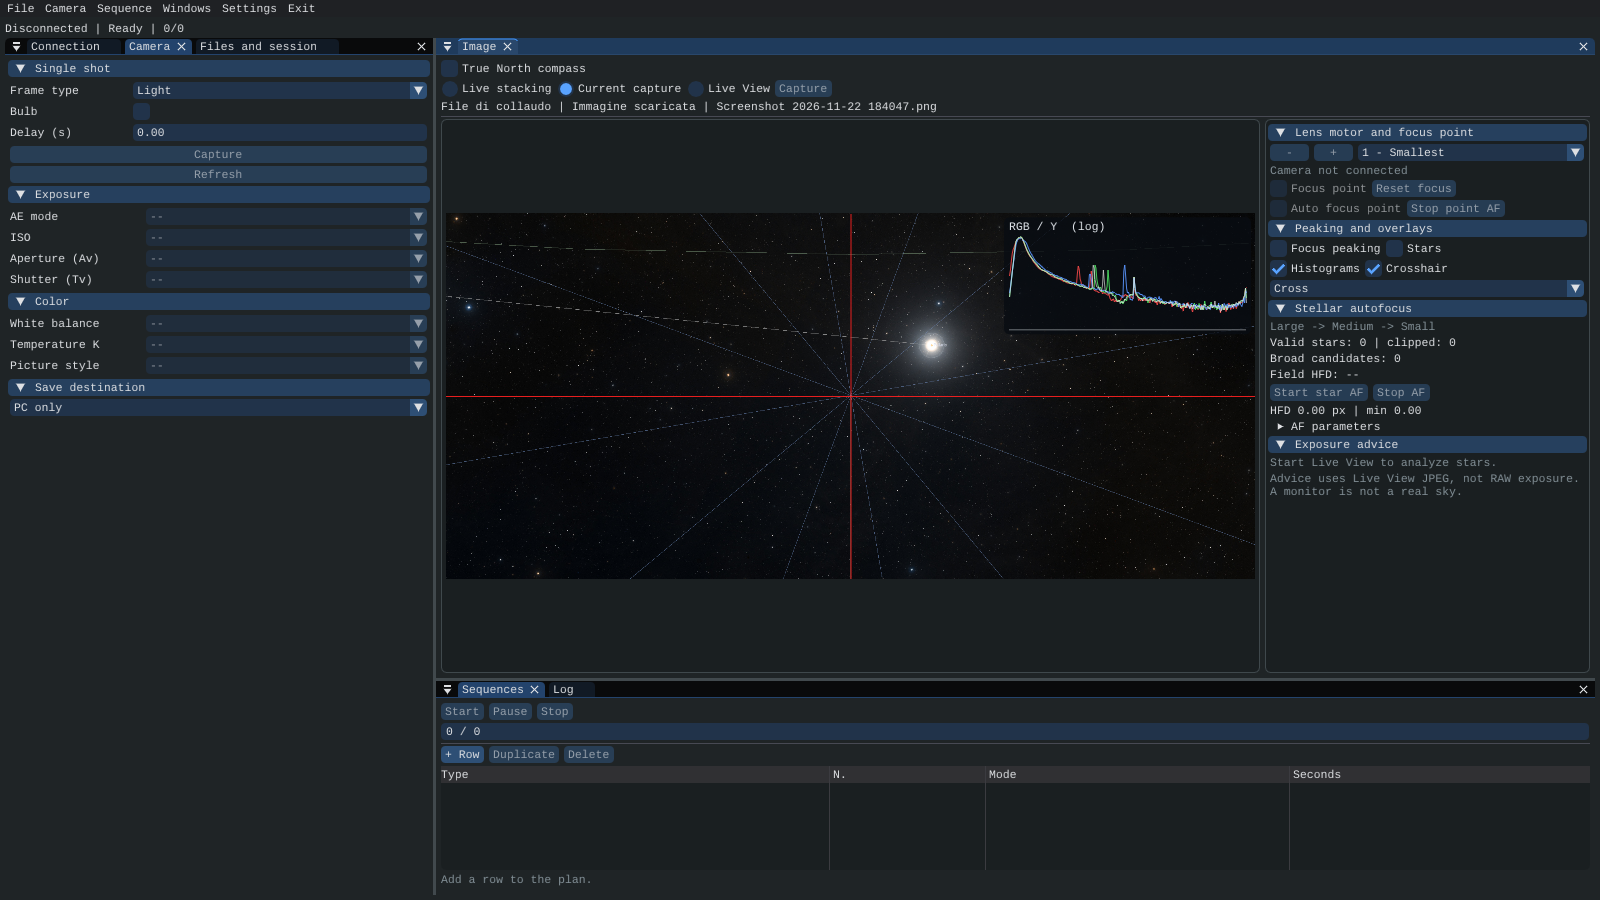 File Camera Sequence Windows Settings Exit
Disconnected | Ready | 0/0
Connection Camera Files and session
Single shot
Frame type Light
Bulb
Delay (s) 0.00
Capture
Refresh
Exposure
AE mode --
ISO --
Aperture (Av) --
Shutter (Tv) --
Color
White balance --
Temperature K --
Picture style --
Save destination
PC only
Image
True North compass
Live stacking Current capture Live View Capture
File di collaudo | Immagine scaricata | Screenshot 2026-11-22 184047.png
RGB / Y (log)
Lens motor and focus point
- + 1 - Smallest
Camera not connected
Focus point Reset focus
Auto focus point Stop point AF
Peaking and overlays
Focus peaking Stars
Histograms Crosshair
Cross
Stellar autofocus
Large -> Medium -> Small
Valid stars: 0 | clipped: 0
Broad candidates: 0
Field HFD: --
Start star AF Stop AF
HFD 0.00 px | min 0.00
AF parameters
Exposure advice
Start Live View to analyze stars.
Advice uses Live View JPEG, not RAW exposure.
A monitor is not a real sky.
Sequences Log
Start Pause Stop
0 / 0
+ Row Duplicate Delete
Type N. Mode Seconds
Add a row to the plan.